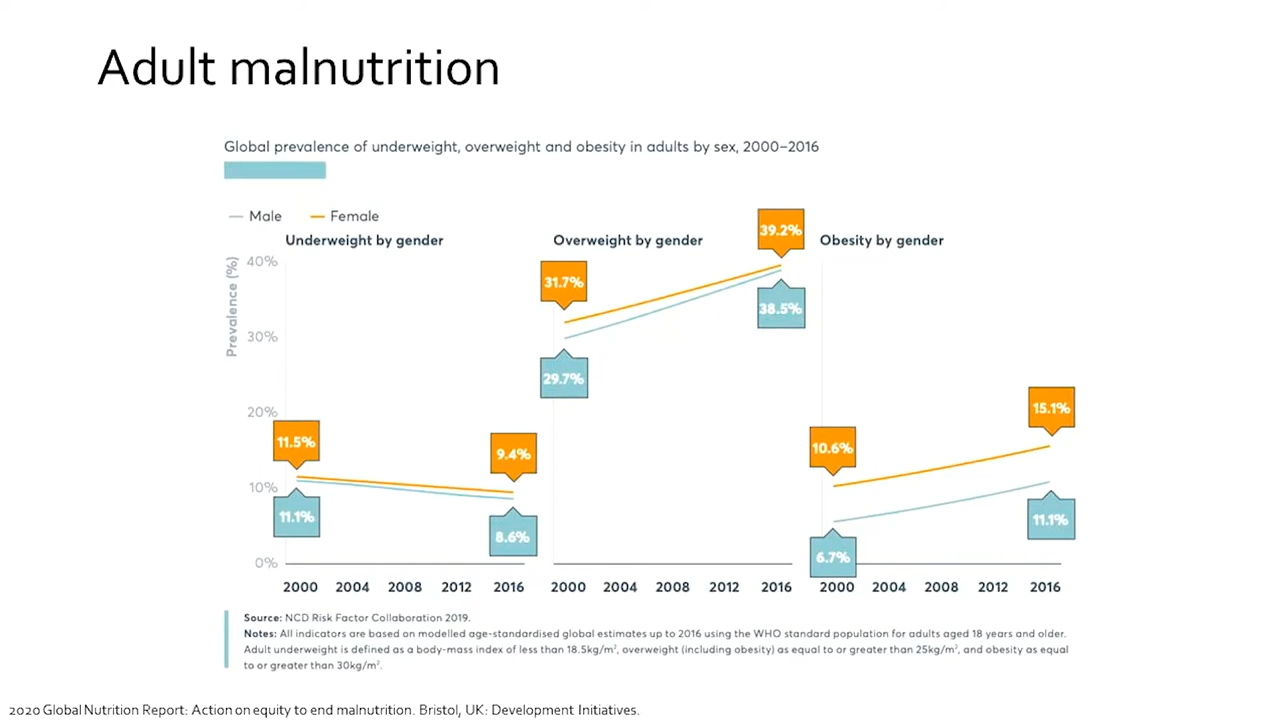 Adult malnutrition
Global prevalence of underweight, overweight and obesity in adults by sex, 2000–2016
Male Female
Underweight by gender
Overweight by gender
Obesity by gender
Prevalence (%)
40%
30%
20%
10%
0%
11.5%
9.4%
11.1%
8.6%
2000 2004 2008 2012 2016
31.7%
39.2%
29.7%
38.5%
2000 2004 2008 2012 2016
10.6%
15.1%
6.7%
11.1%
2000 2004 2008 2012 2016
Source: NCD Risk Factor Collaboration 2019.
Notes: All indicators are based on modelled age-standardised global estimates up to 2016 using the WHO standard population for adults aged 18 years and older.
Adult underweight is defined as a body-mass index of less than 18.5kg/m², overweight (including obesity) as equal to or greater than 25kg/m², and obesity as equal
to or greater than 30kg/m².
2020 Global Nutrition Report: Action on equity to end malnutrition. Bristol, UK: Development Initiatives.